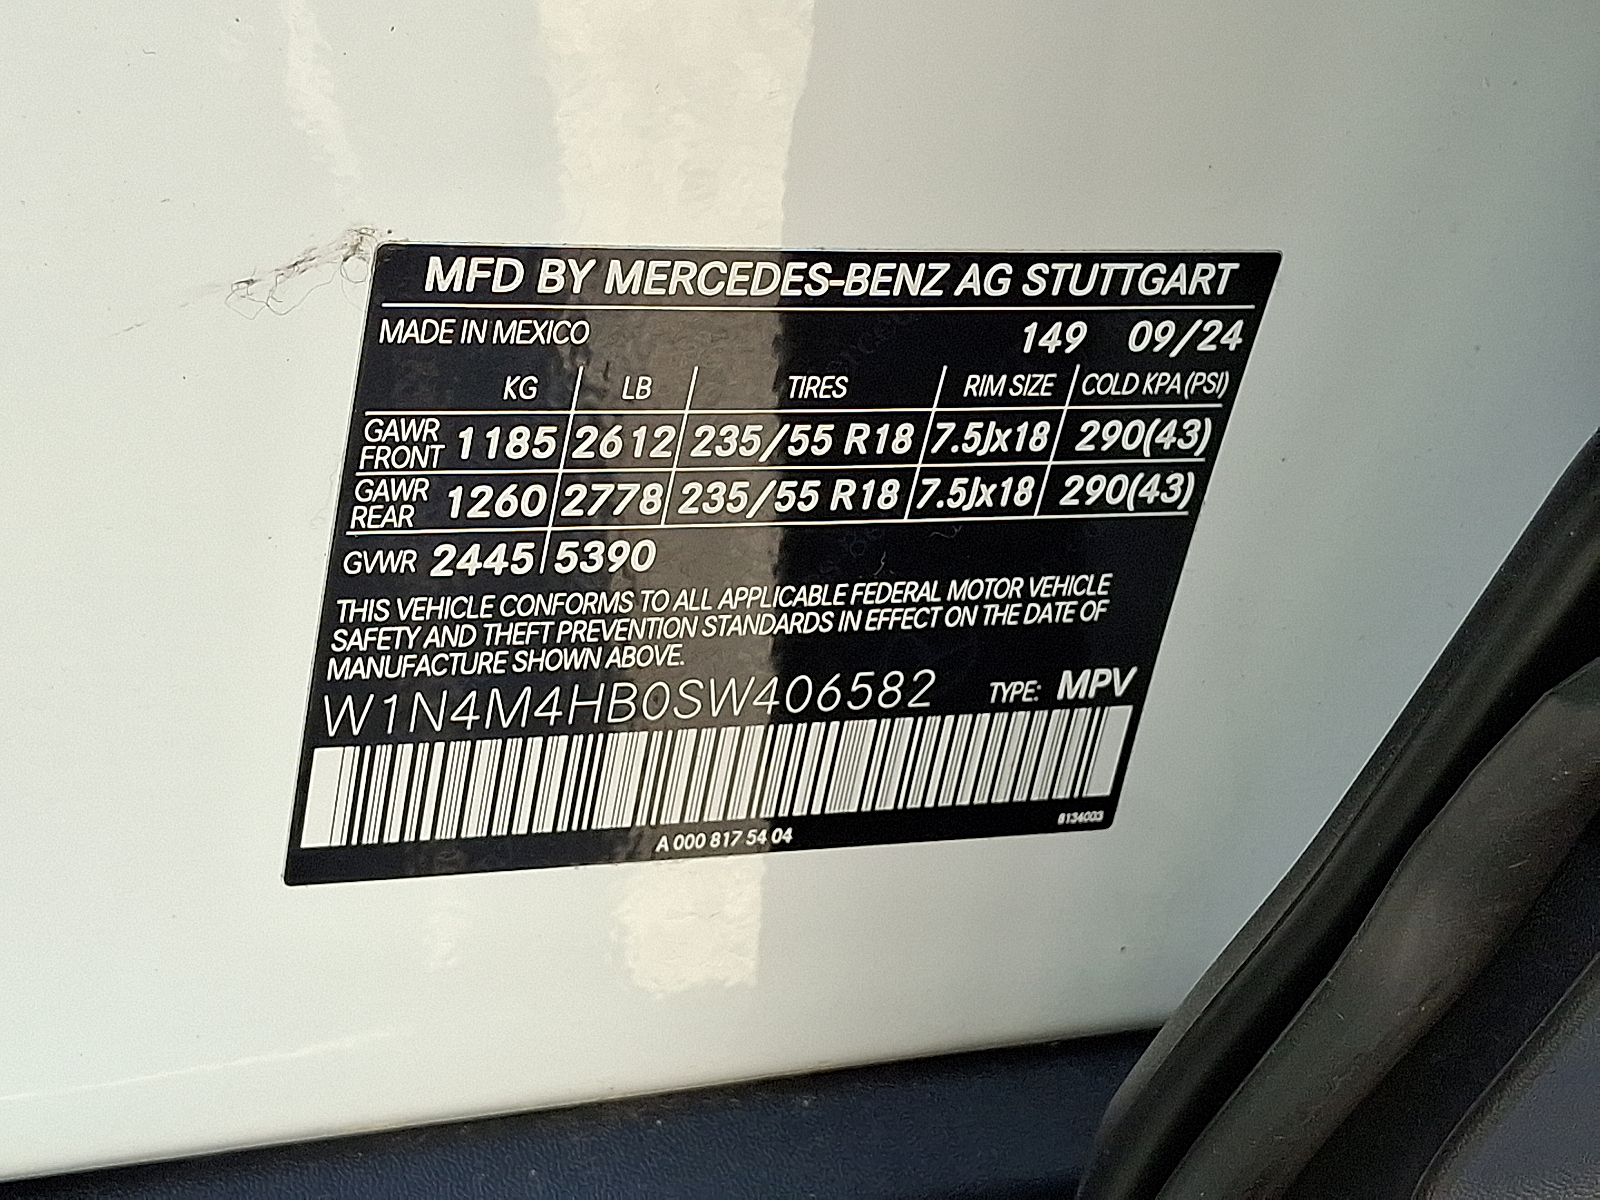 MFD BY MERCEDES-BENZ AG STUTTGART
MADE IN MEXICO 149 09/24
KG LB TIRES RIM SIZE COLD KPA (PSI)
GAWR FRONT 1185 2612 235/55 R18 7.5Jx18 290(43)
GAWR REAR 1260 2778 235/55 R18 7.5Jx18 290(43)
GVWR 2445 5390
THIS VEHICLE CONFORMS TO ALL APPLICABLE FEDERAL MOTOR VEHICLE
SAFETY AND THEFT PREVENTION STANDARDS IN EFFECT ON THE DATE OF
MANUFACTURE SHOWN ABOVE.
W1N4M4HB0SW406582 TYPE: MPV
A 000 817 54 04 8134003